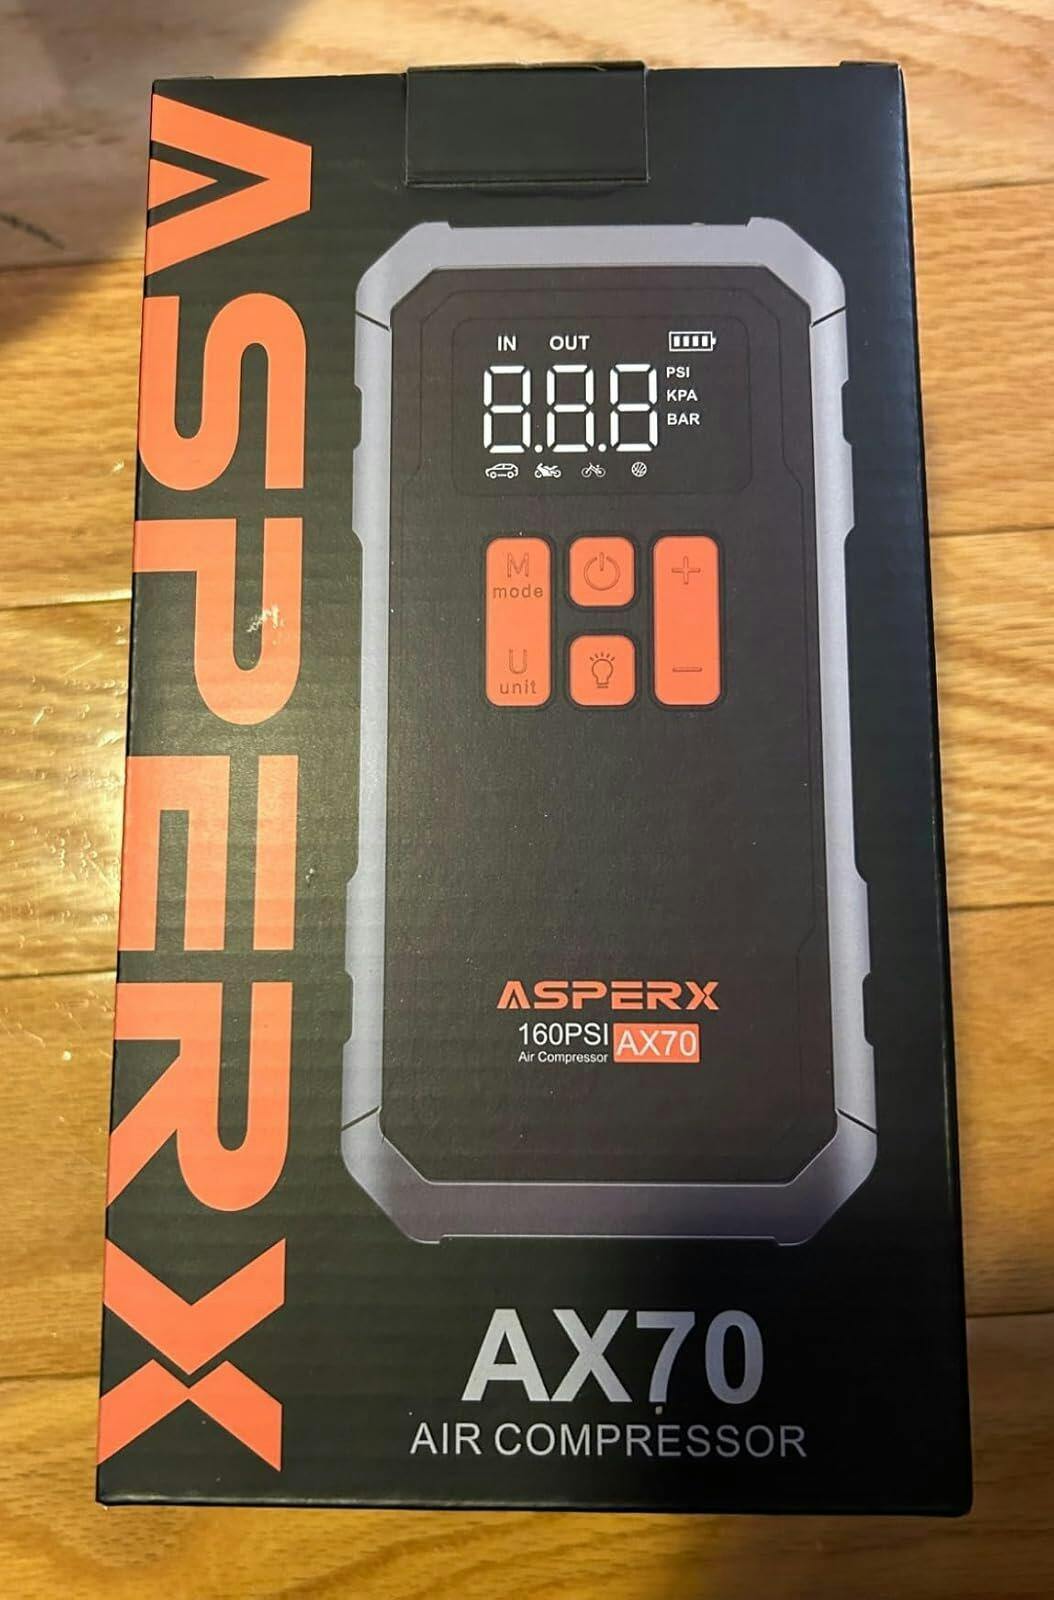 ASPERX
IN OUT
8.8.8
PSI
KPA
BAR
M
mode
U
unit
ASPERX
160PSI AX70
Air Compressor
AX70
AIR COMPRESSOR